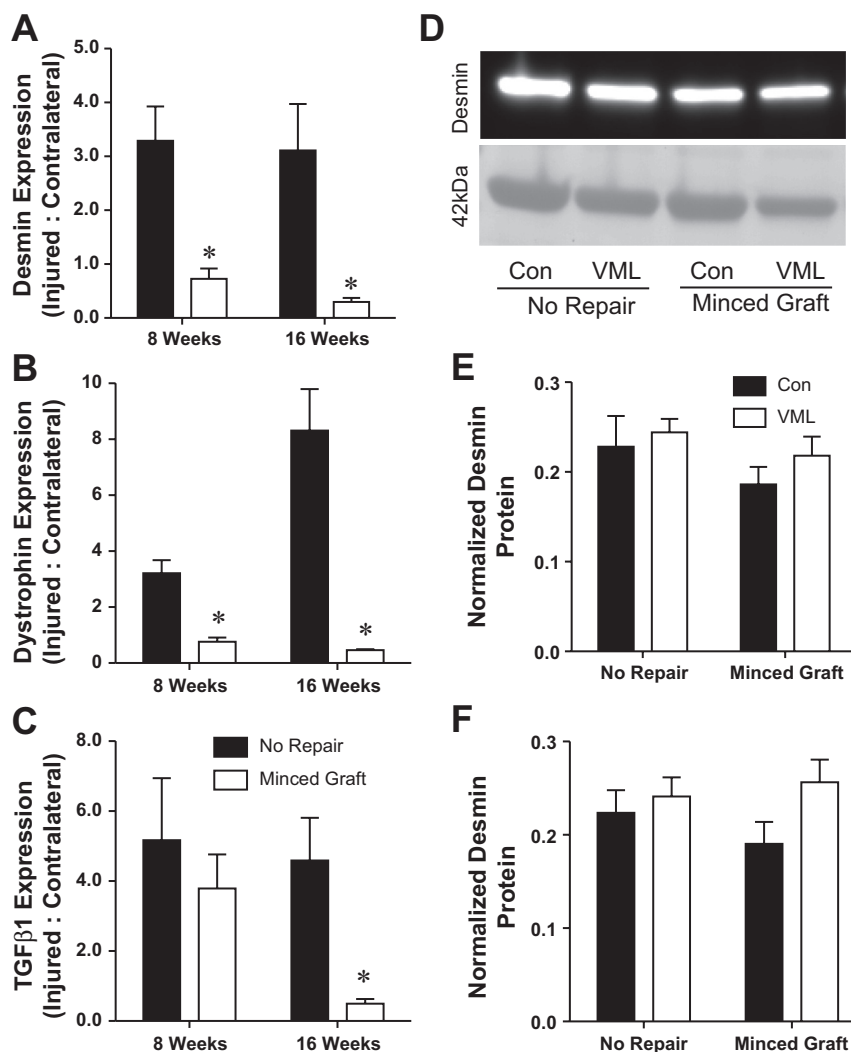 A
Desmin Expression
(Injured : Contralateral)
5.0
4.0
3.0
2.0
1.0
0.0
*
*
8 Weeks
16 Weeks
B
Dystrophin Expression
(Injured : Contralateral)
10
8
6
4
2
0
*
*
8 Weeks
16 Weeks
C
TGFβ1 Expression
(Injured : Contralateral)
8.0
6.0
4.0
2.0
0.0
No Repair
Minced Graft
*
8 Weeks
16 Weeks
D
Desmin
42kDa
Con VML Con VML
No Repair Minced Graft
E
Normalized Desmin
Protein
0.3
0.2
0.1
0.0
Con
VML
No Repair
Minced Graft
F
Normalized Desmin
Protein
0.3
0.2
0.1
0.0
No Repair
Minced Graft